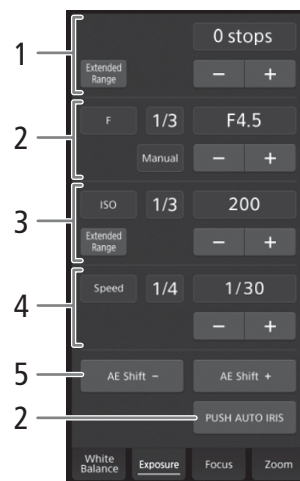 1
0 stops
Extended
Range
− +
2
F 1/3 F4.5
Manual − +
3
ISO 1/3 200
Extended
Range
− +
4
Speed 1/4 1/30
− +
5
AE Shift − AE Shift +
2
PUSH AUTO IRIS
White
Balance
Exposure Focus Zoom